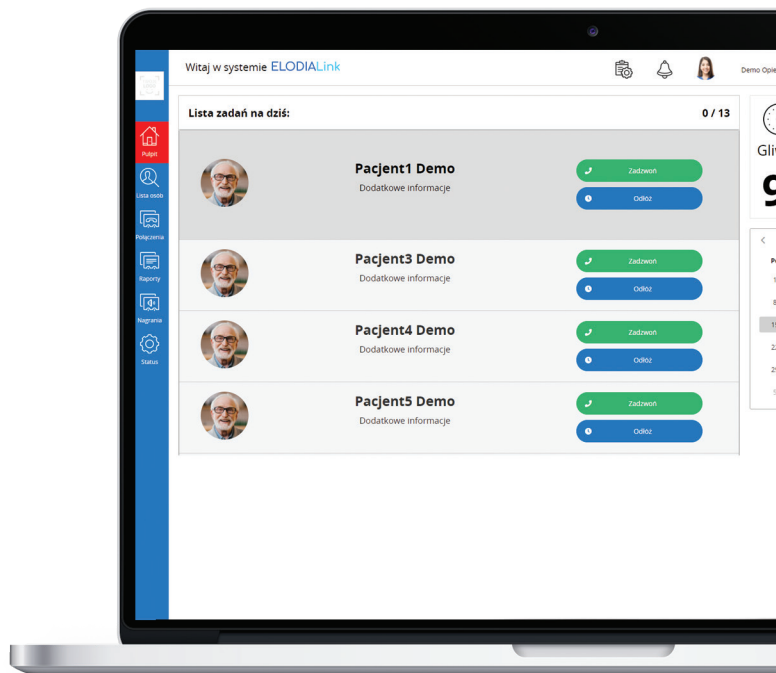 Witaj w systemie ELODIALink
Demo Opie
Lista zadań na dziś:
0 / 13
Pulpit
Lista osób
Połączenia
Raporty
Nagrania
Status
Pacjent1 Demo
Dodatkowe informacje
Zadzwoń
Odłóż
Pacjent3 Demo
Dodatkowe informacje
Zadzwoń
Odłóż
Pacjent4 Demo
Dodatkowe informacje
Zadzwoń
Odłóż
Pacjent5 Demo
Dodatkowe informacje
Zadzwoń
Odłóż